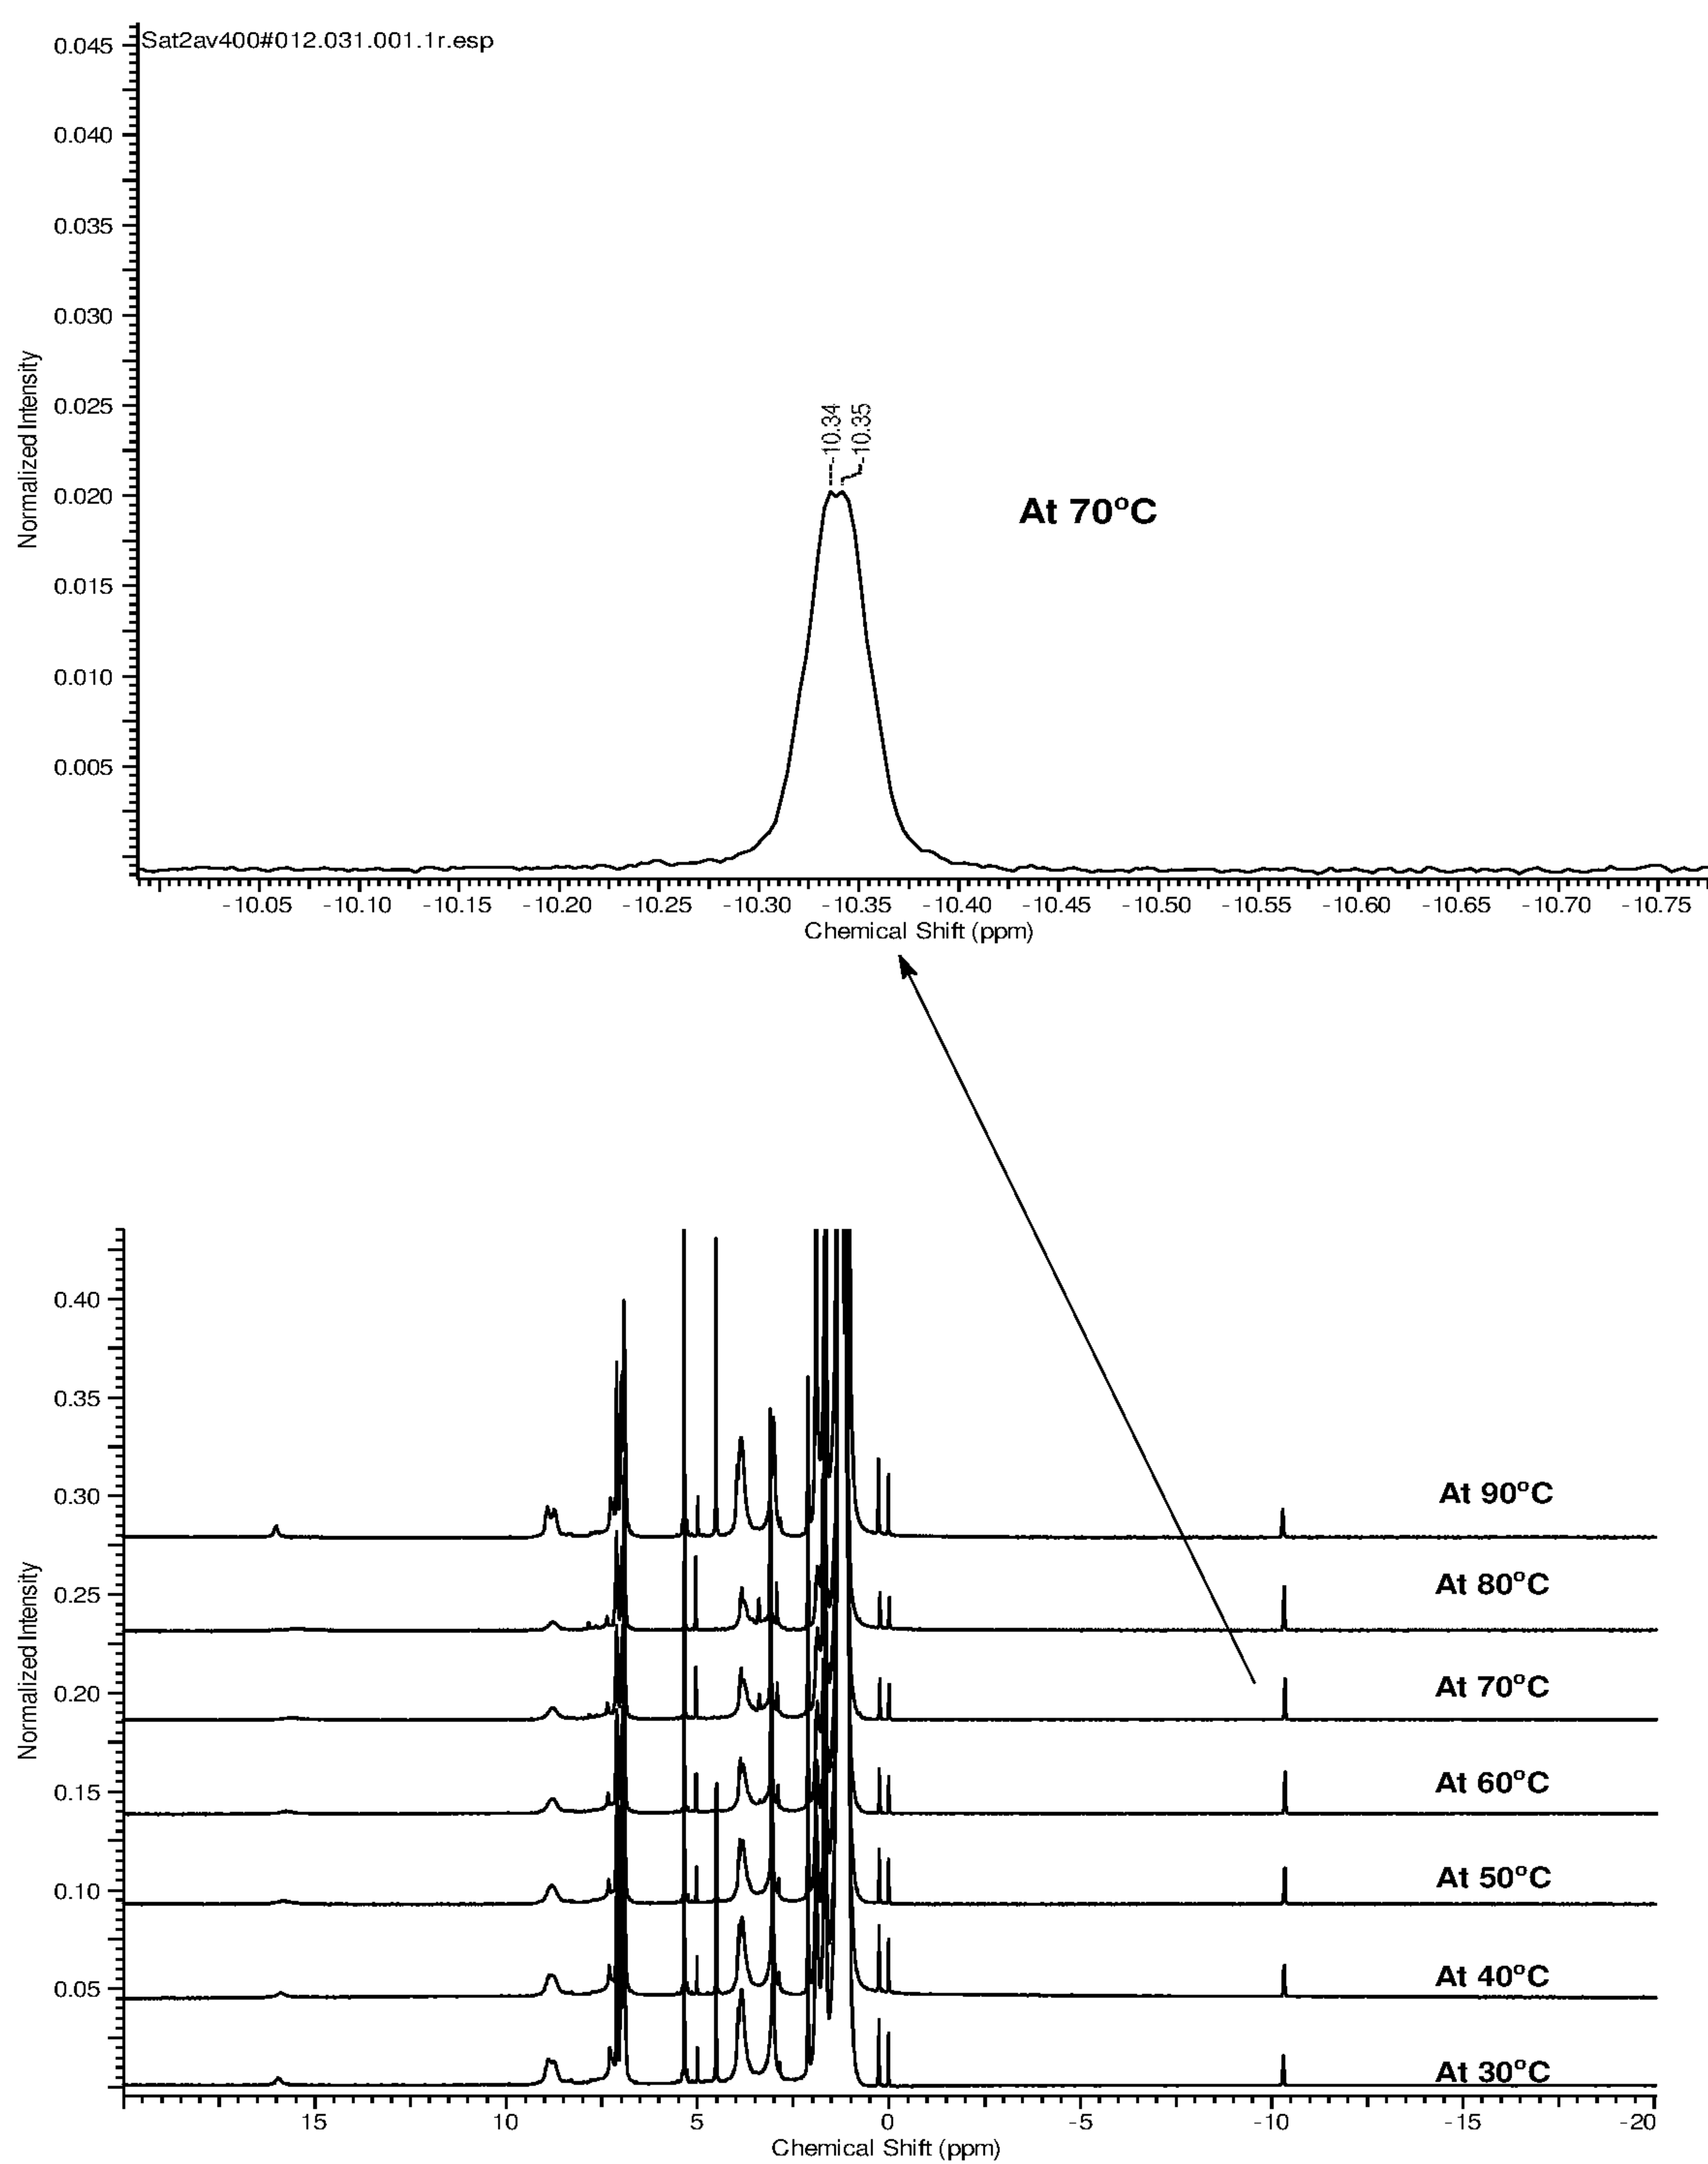 Sat2av400#012.031.001.1r.esp
0.045
0.040
0.035
0.030
0.025
0.020
0.015
0.010
0.005
Normalized Intensity
-10.34
-10.35
At 70°C
-10.05 -10.10 -10.15 -10.20 -10.25 -10.30 -10.35 -10.40 -10.45 -10.50 -10.55 -10.60 -10.65 -10.70 -10.75
Chemical Shift (ppm)
0.40
0.35
0.30
0.25
0.20
0.15
0.10
0.05
Normalized Intensity
At 90°C
At 80°C
At 70°C
At 60°C
At 50°C
At 40°C
At 30°C
15 10 5 0 -5 -10 -15 -20
Chemical Shift (ppm)